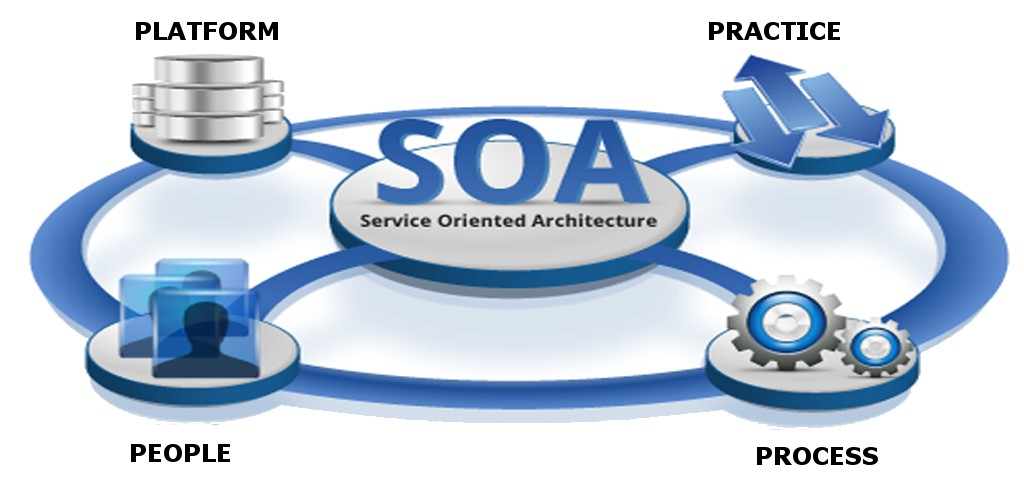 PLATFORM
PRACTICE
SOA
Service Oriented Architecture
PEOPLE
PROCESS